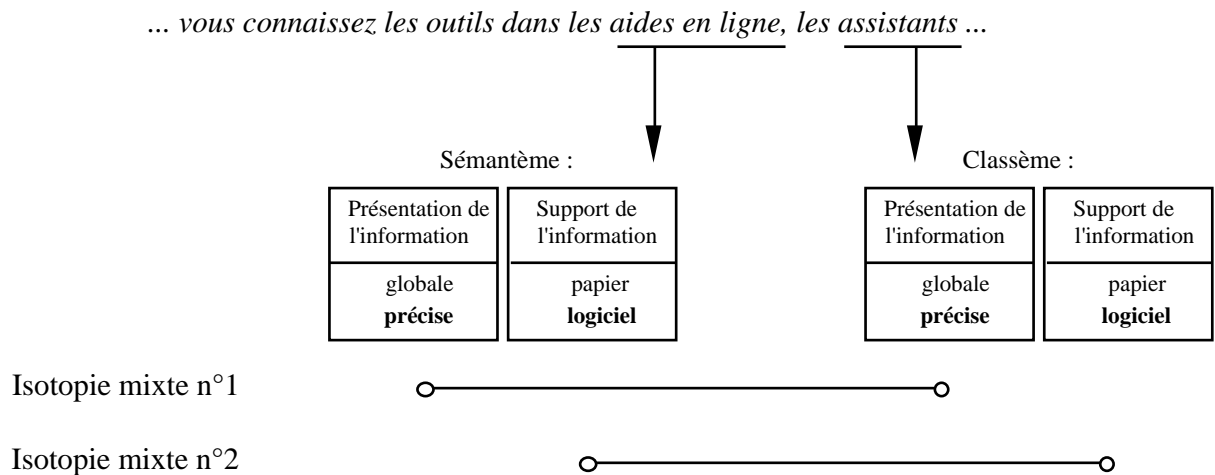 ... vous connaissez les outils dans les aides en ligne, les assistants ...
Sémantème :
Classème :
Présentation de
l'information
Support de
l'information
globale
précise
papier
logiciel
Présentation de
l'information
Support de
l'information
globale
précise
papier
logiciel
Isotopie mixte n°1
Isotopie mixte n°2